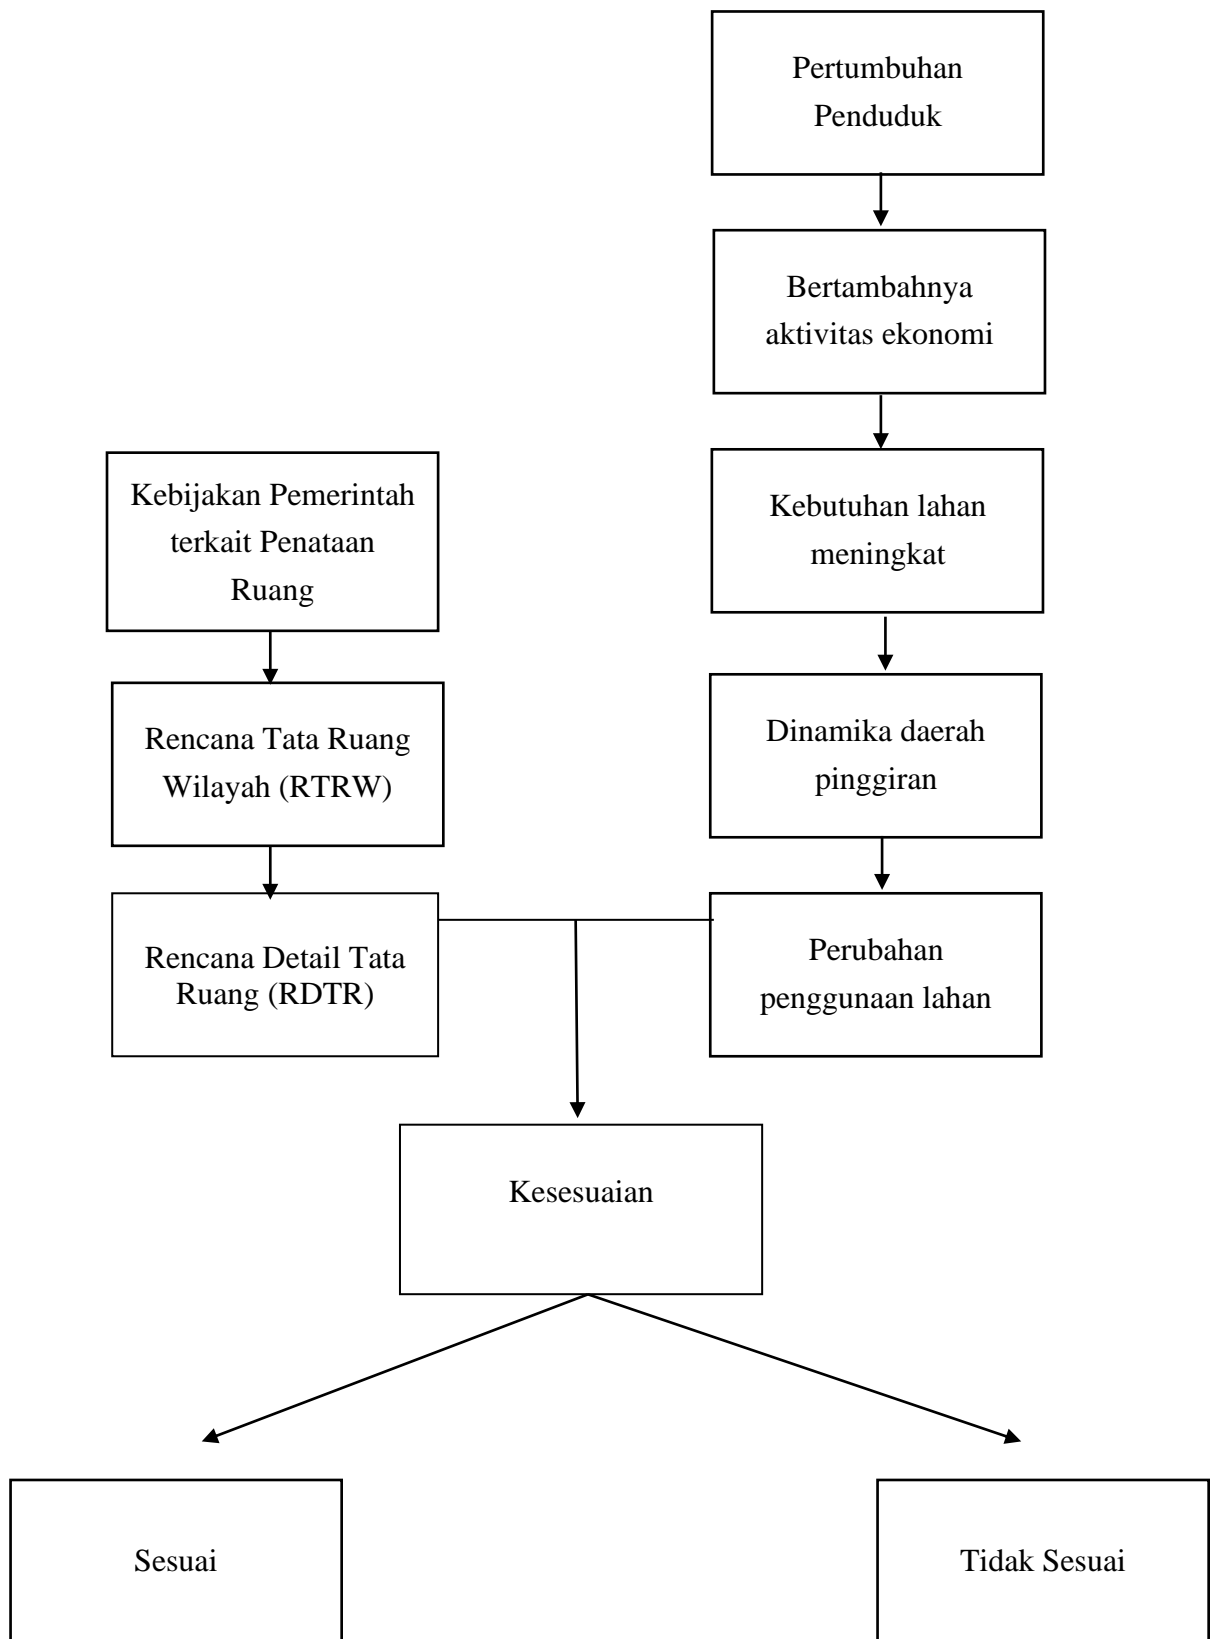 Pertumbuhan
Penduduk
Bertambahnya
aktivitas ekonomi
Kebutuhan lahan
meningkat
Kebijakan Pemerintah
terkait Penataan
Ruang
Rencana Tata Ruang
Wilayah (RTRW)
Dinamika daerah
pinggiran
Rencana Detail Tata
Ruang (RDTR)
Perubahan
penggunaan lahan
Kesesuaian
Sesuai
Tidak Sesuai